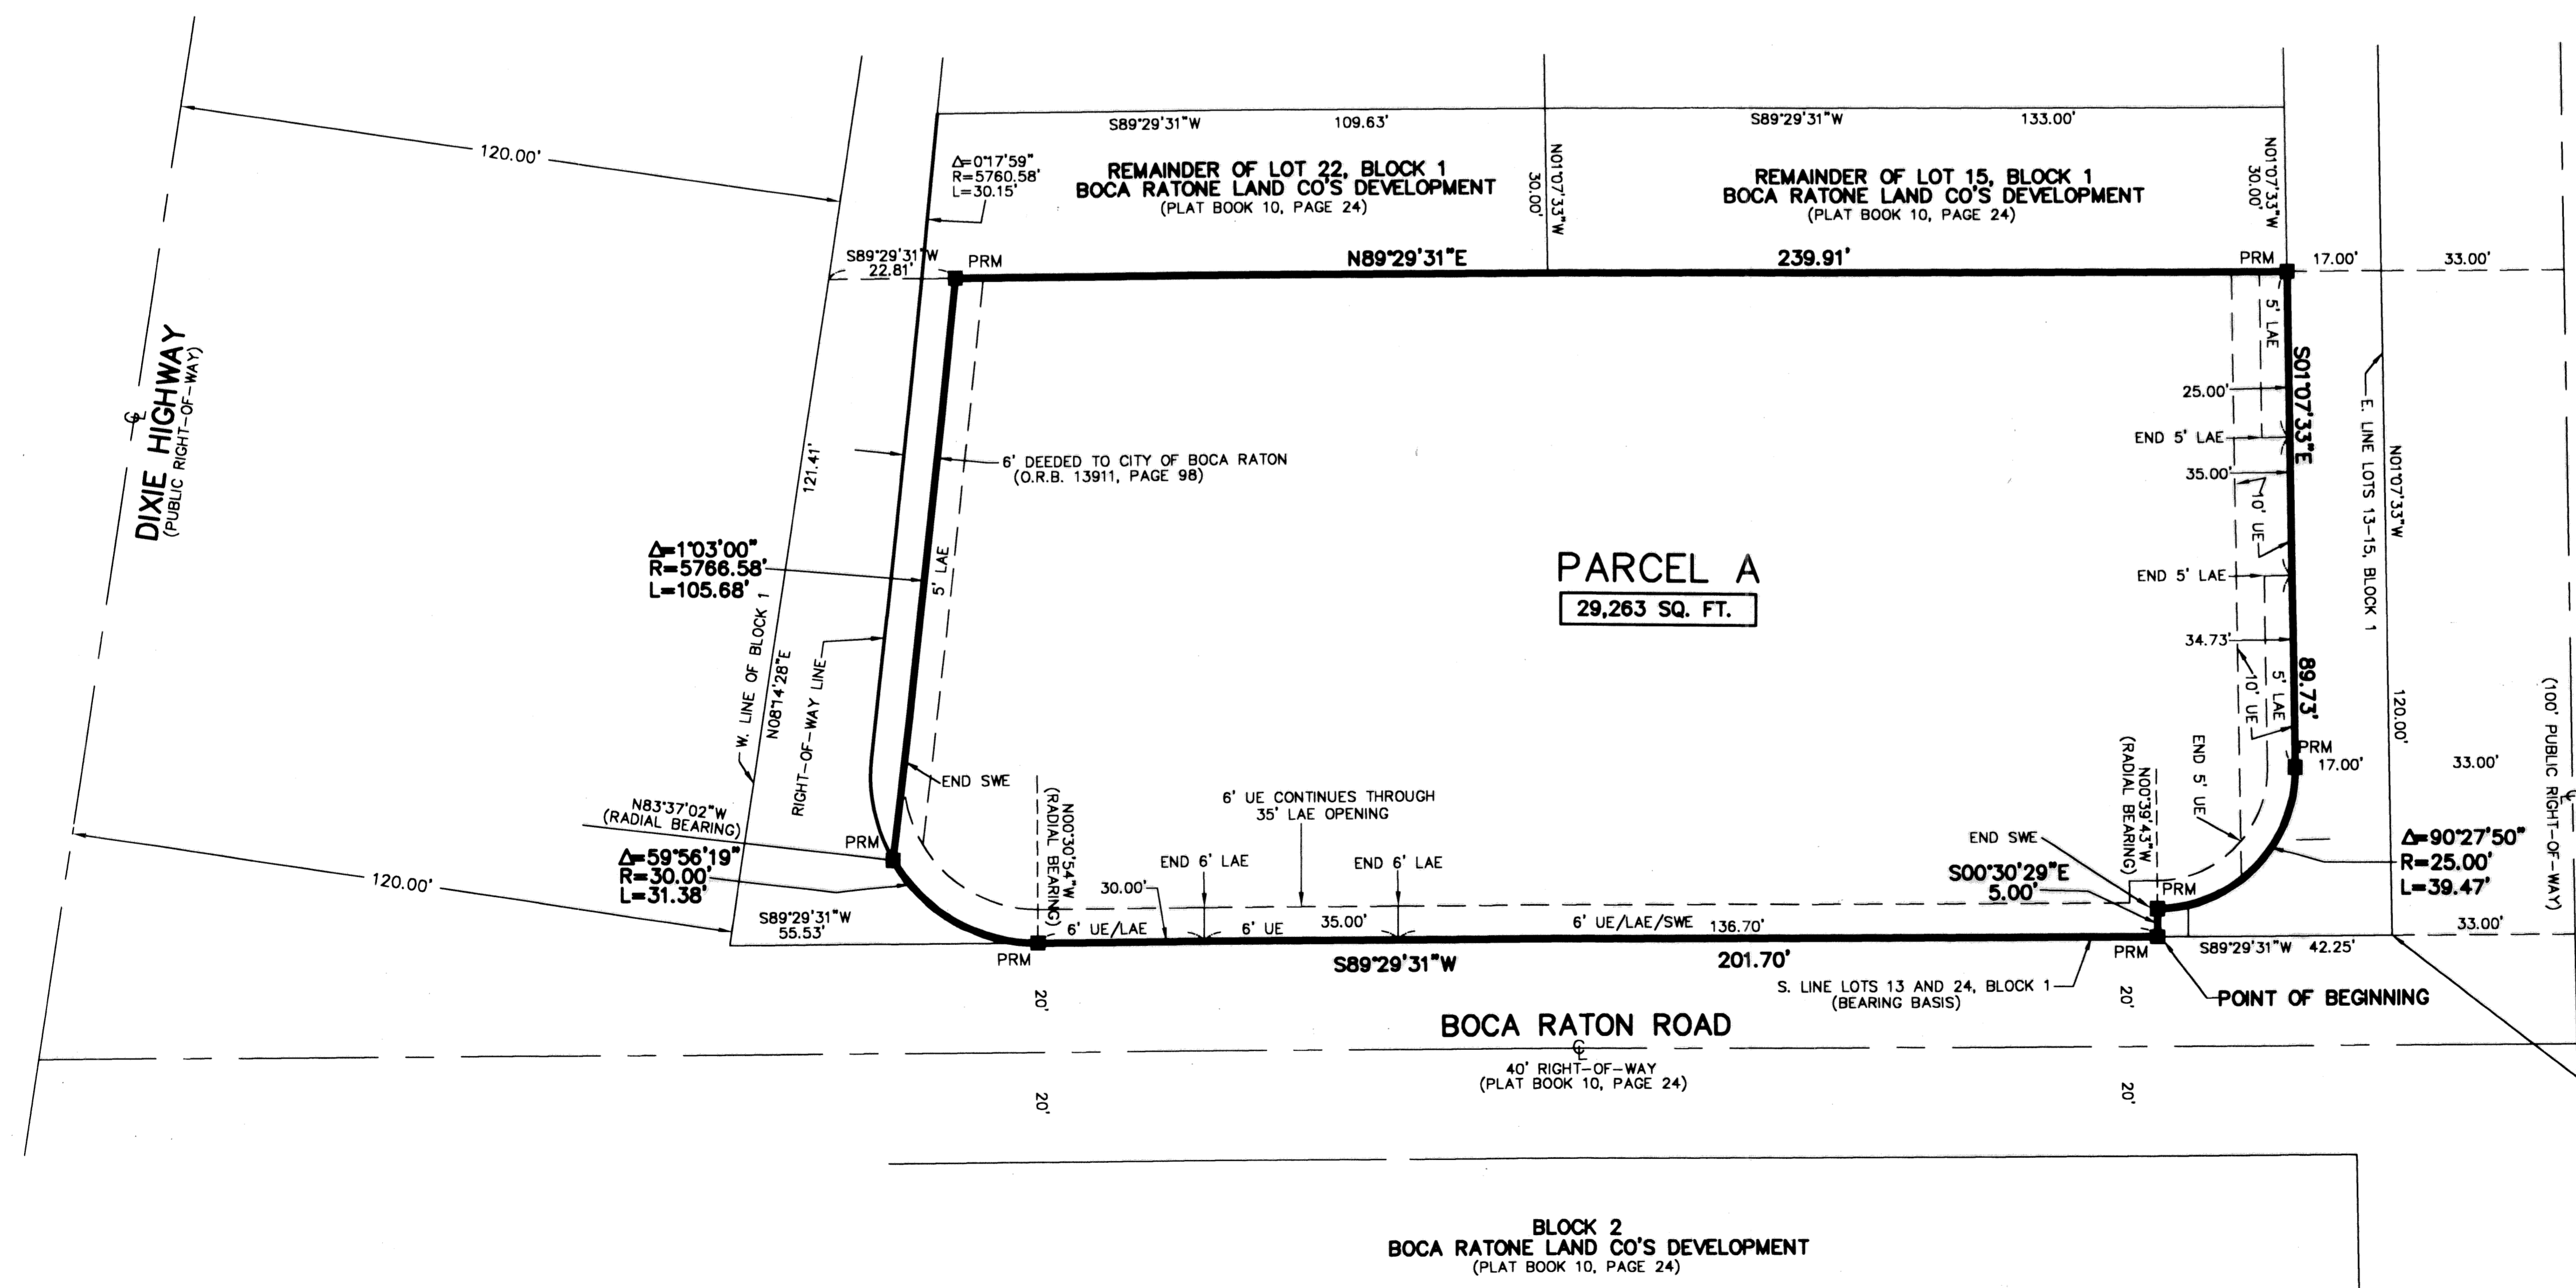 S89°29'31"W 109.63'
S89°29'31"W 133.00'
120.00'
Δ=0°17'59"
R=5760.58'
L=30.15'
REMAINDER OF LOT 22, BLOCK 1
BOCA RATONE LAND CO'S DEVELOPMENT
(PLAT BOOK 10, PAGE 24)
N01°07'33"W
30.00'
REMAINDER OF LOT 15, BLOCK 1
BOCA RATONE LAND CO'S DEVELOPMENT
(PLAT BOOK 10, PAGE 24)
N01°07'33"W
30.00'
S89°29'31"W
22.81'
PRM
N89°29'31"E 239.91'
PRM
17.00'
33.00'
5' LAE
S01°07'33"E
25.00'
END 5' LAE
35.00'
10' UE
END 5' LAE
34.73'
5' LAE
10' UE
89.73'
E. LINE LOTS 13-15, BLOCK 1
N01°07'33"W
120.00'
DIXIE HIGHWAY
(PUBLIC RIGHT-OF-WAY)
℄
121.41'
6' DEEDED TO CITY OF BOCA RATON
(O.R.B. 13911, PAGE 98)
Δ=1°03'00"
R=5766.58'
L=105.68'
5' LAE
PARCEL A
29,263 SQ. FT.
W. LINE OF BLOCK 1
N08°14'28"E
RIGHT-OF-WAY LINE
END SWE
PRM
17.00'
33.00'
(100' PUBLIC RIGHT-OF-WAY)
℄
N83°37'02"W
(RADIAL BEARING)
PRM
Δ=59°56'19"
R=30.00'
L=31.38'
120.00'
S89°29'31"W
55.53'
N00°30'54"W
(RADIAL BEARING)
6' UE CONTINUES THROUGH
35' LAE OPENING
END 6' LAE
END 6' LAE
30.00'
6' UE/LAE
6' UE
35.00'
6' UE/LAE/SWE
136.70'
N00°39'43"W
(RADIAL BEARING)
END 5' UE
END SWE
S00°30'29"E
5.00'
PRM
Δ=90°27'50"
R=25.00'
L=39.47'
33.00'
PRM
S89°29'31"W 201.70'
PRM
S89°29'31"W 42.25'
S. LINE LOTS 13 AND 24, BLOCK 1
(BEARING BASIS)
POINT OF BEGINNING
20'
20'
BOCA RATON ROAD
℄
40' RIGHT-OF-WAY
(PLAT BOOK 10, PAGE 24)
20'
20'
BLOCK 2
BOCA RATONE LAND CO'S DEVELOPMENT
(PLAT BOOK 10, PAGE 24)